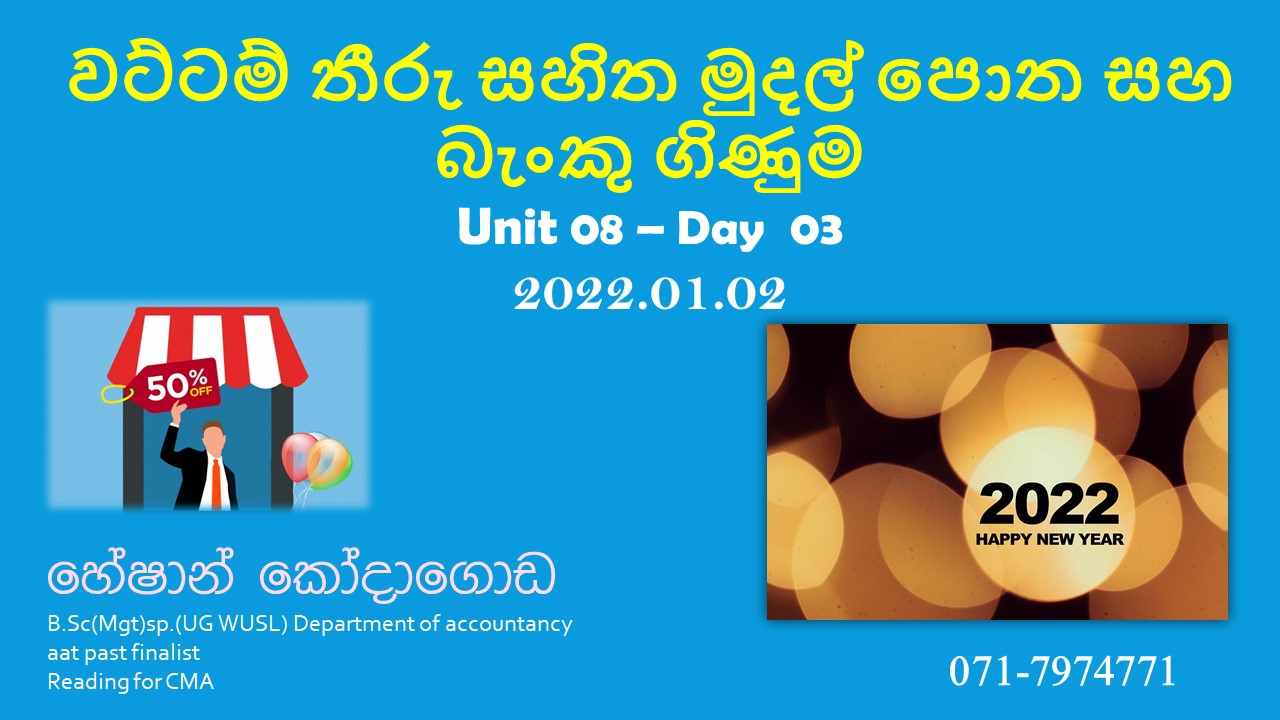 වට්ටම් තීරු සහිත මුදල් පොත සහ
බැංකු ගිණුම
Unit 08 – Day 03
2022.01.02
50%
OFF
2022
HAPPY NEW YEAR
හේෂාන් කෝදාගොඩ
B.Sc(Mgt)sp.(UG WUSL) Department of accountancy
aat past finalist
Reading for CMA
071-7974771